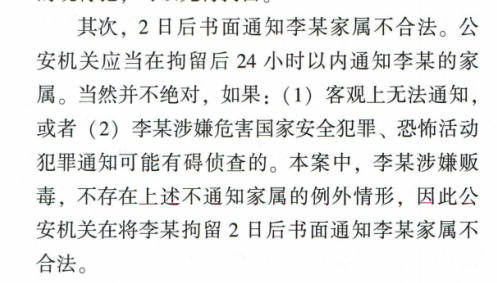 其次，2 日后书面通知李某家属不合法。公
安机关应当在拘留后 24 小时以内通知李某的家
属。当然并不绝对，如果：（1）客观上无法通知，
或者（2）李某涉嫌危害国家安全犯罪、恐怖活动
犯罪通知可能有碍侦查的。本案中，李某涉嫌贩
毒，不存在上述不通知家属的例外情形，因此公
安机关在将李某拘留 2 日后书面通知李某家属不
合法。